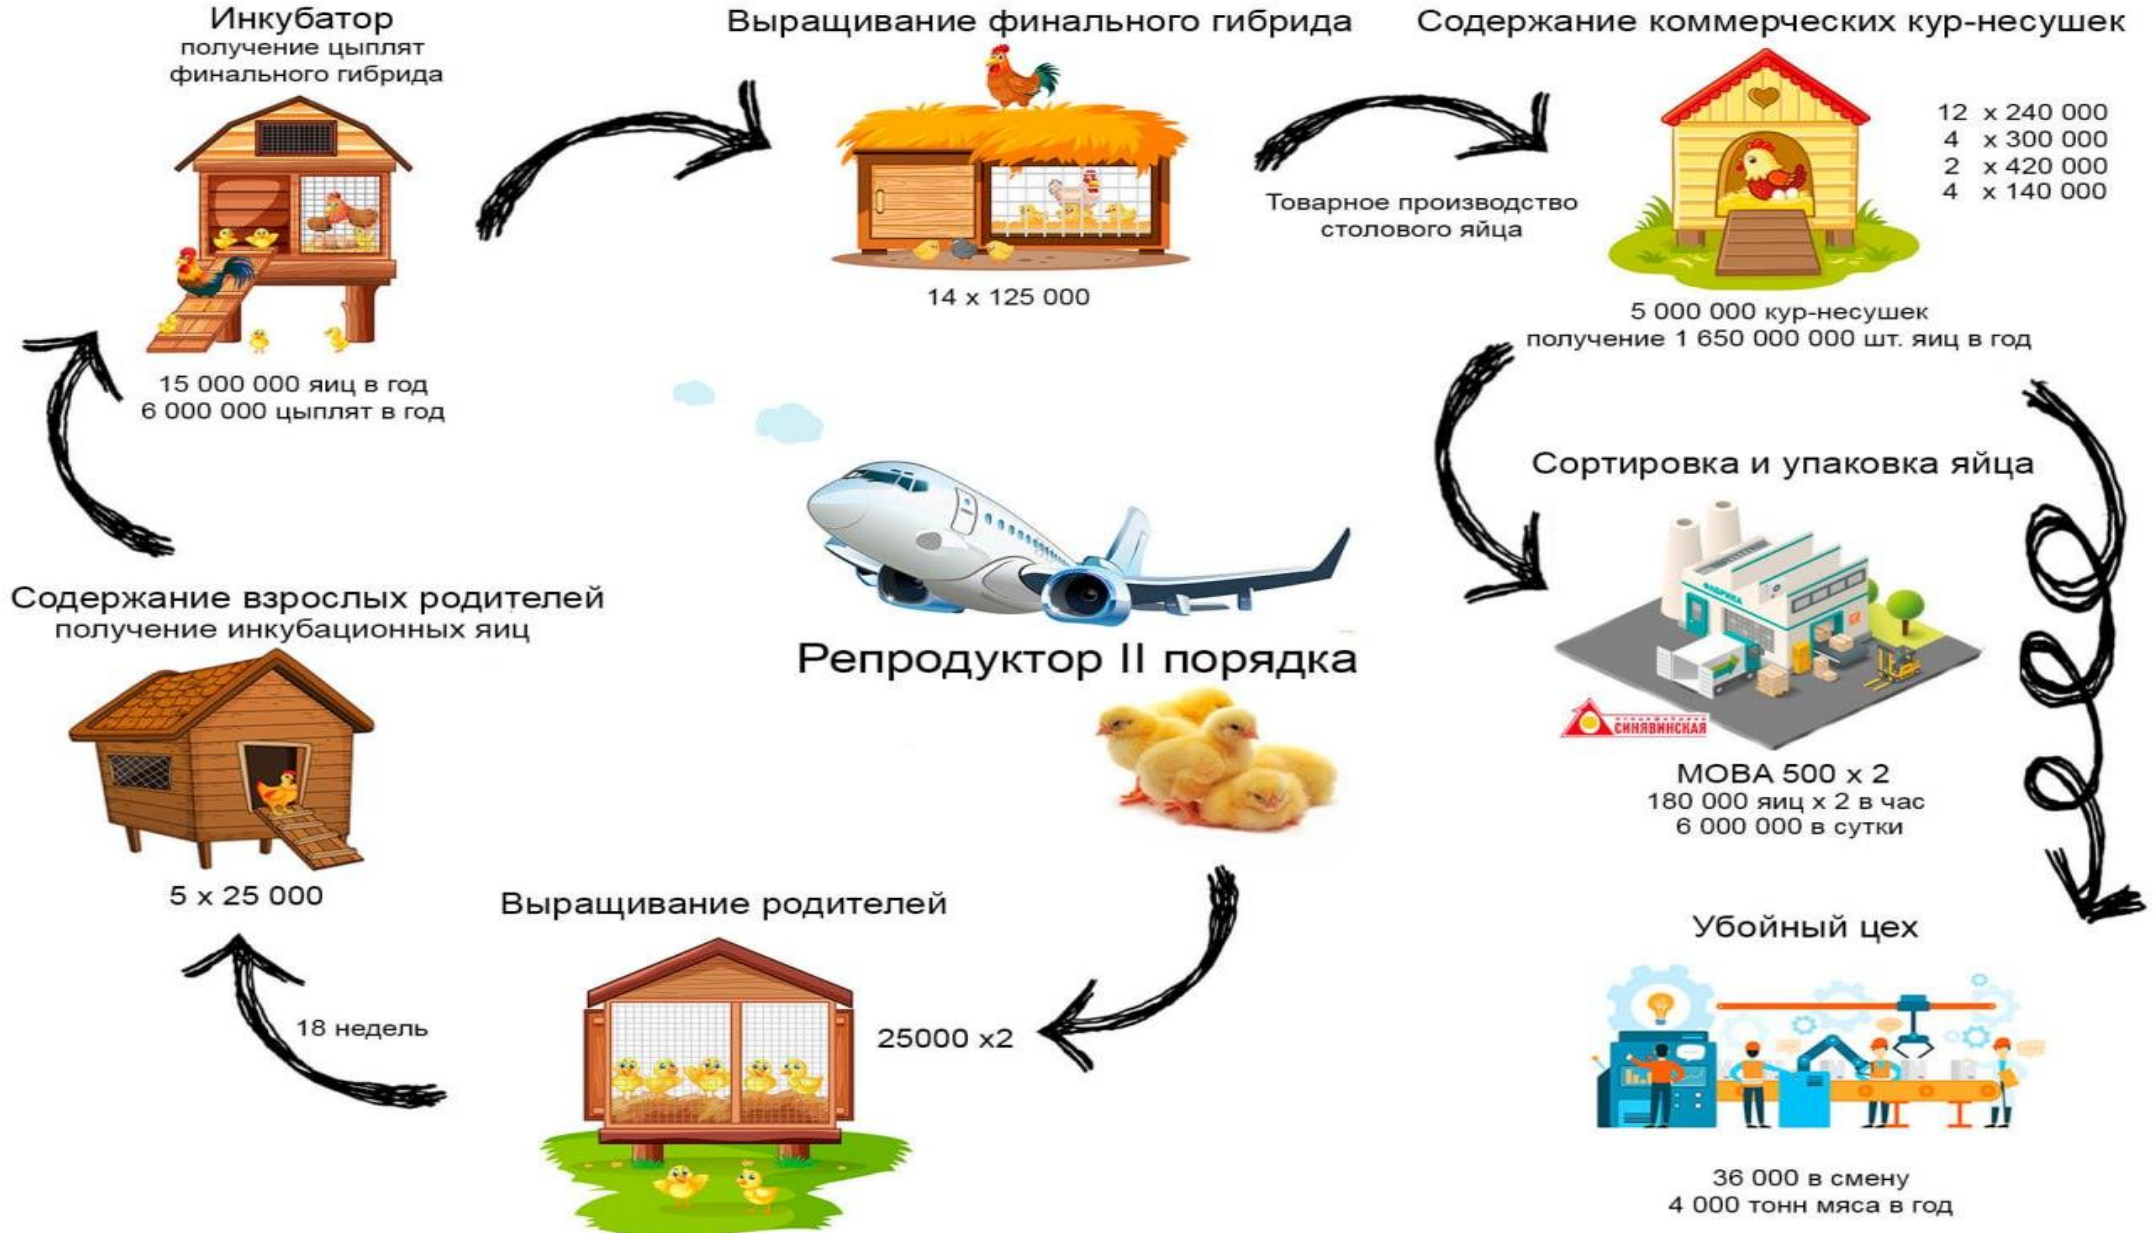 Инкубатор
получение цыплят
финального гибрида
15 000 000 яиц в год
6 000 000 цыплят в год
Выращивание финального гибрида
14 х 125 000
Товарное производство
столового яйца
Содержание коммерческих кур-несушек
12 х 240 000
4 х 300 000
2 х 420 000
4 х 140 000
5 000 000 кур-несушек
получение 1 650 000 000 шт. яиц в год
Сортировка и упаковка яйца
ФАБРИКА
птицефабрика
СИНЯВИНСКАЯ
МОВА 500 х 2
180 000 яиц х 2 в час
6 000 000 в сутки
Убойный цех
36 000 в смену
4 000 тонн мяса в год
Репродуктор II порядка
Выращивание родителей
25000 х2
18 недель
Содержание взрослых родителей
получение инкубационных яиц
5 х 25 000